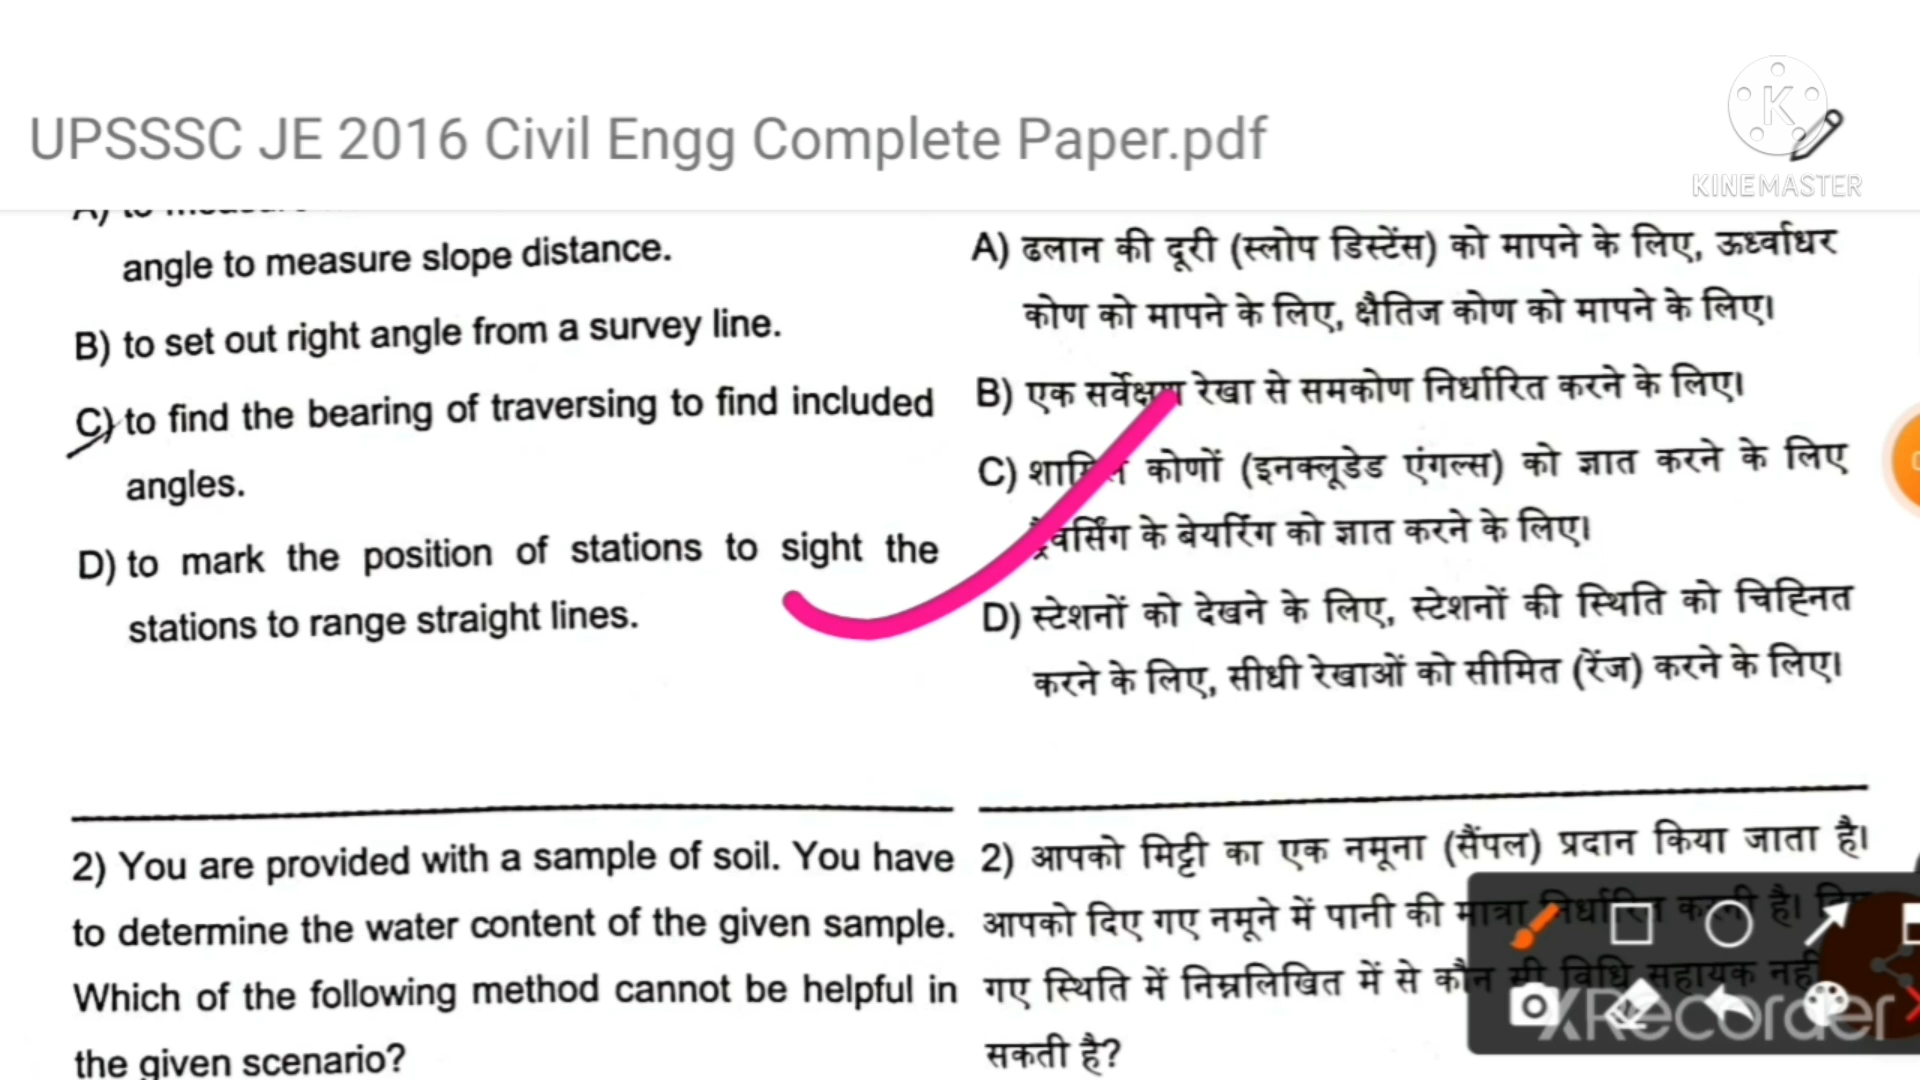 UPSSSC JE 2016 Civil Engg Complete Paper.pdf
KINEMASTER
A) to
angle to measure slope distance.
B) to set out right angle from a survey line.
C) to find the bearing of traversing to find included
angles.
D) to mark the position of stations to sight the
stations to range straight lines.
A) ढलान की दूरी (स्लोप डिस्टेंस) को मापने के लिए, ऊर्ध्वाधर
कोण को मापने के लिए, क्षैतिज कोण को मापने के लिए।
B) एक सर्वेक्षण रेखा से समकोण निर्धारित करने के लिए।
C) शामिल कोणों (इनक्लूडेड एंगल्स) को ज्ञात करने के लिए
ट्रैवर्सिंग के बेयरिंग को ज्ञात करने के लिए।
D) स्टेशनों को देखने के लिए, स्टेशनों की स्थिति को चिह्नित
करने के लिए, सीधी रेखाओं को सीमित (रेंज) करने के लिए।
2) You are provided with a sample of soil. You have
to determine the water content of the given sample.
Which of the following method cannot be helpful in
the given scenario?
2) आपको मिट्टी का एक नमूना (सैंपल) प्रदान किया जाता है।
आपको दिए गए नमूने में पानी की मात्रा निर्धारित करनी है।
गए स्थिति में निम्नलिखित में से कौन सी विधि सहायक नहीं
सकती है?
XRecorder